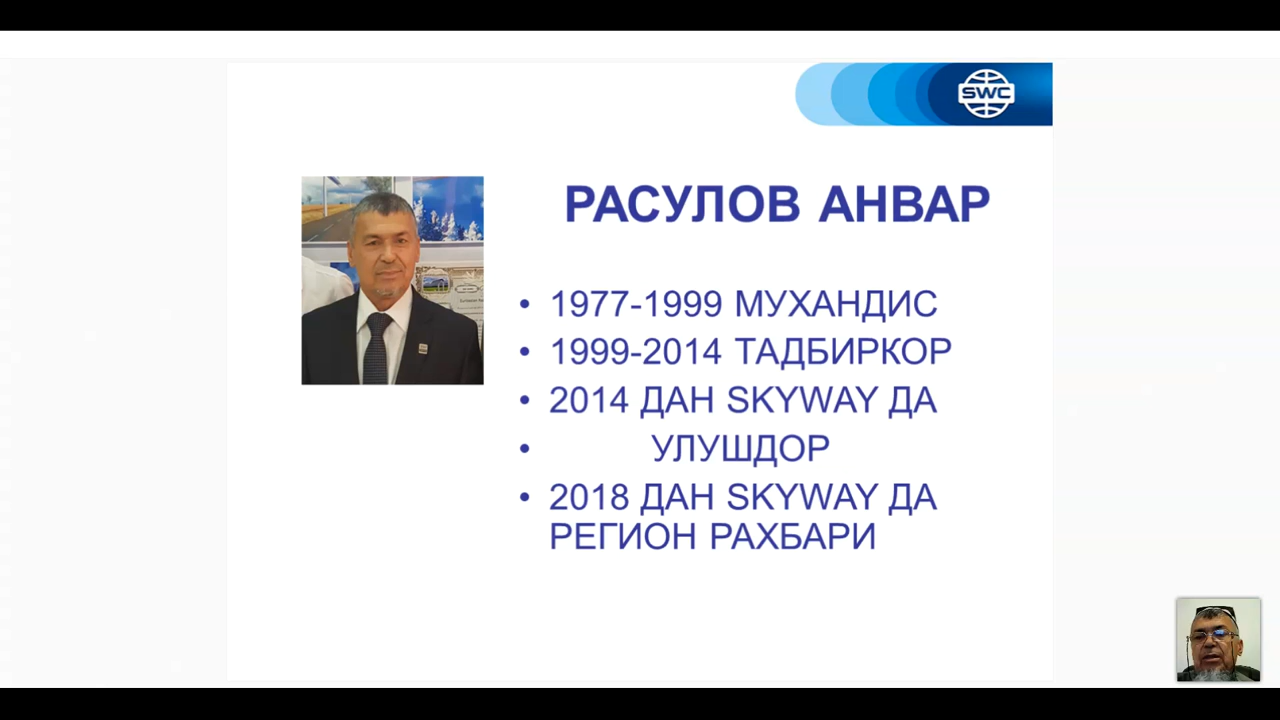 SWC
РАСУЛОВ АНВАР
• 1977-1999 МУХАНДИС
• 1999-2014 ТАДБИРКОР
• 2014 ДАН SKYWAY ДА
• УЛУШДОР
• 2018 ДАН SKYWAY ДА
РЕГИОН РАХБАРИ